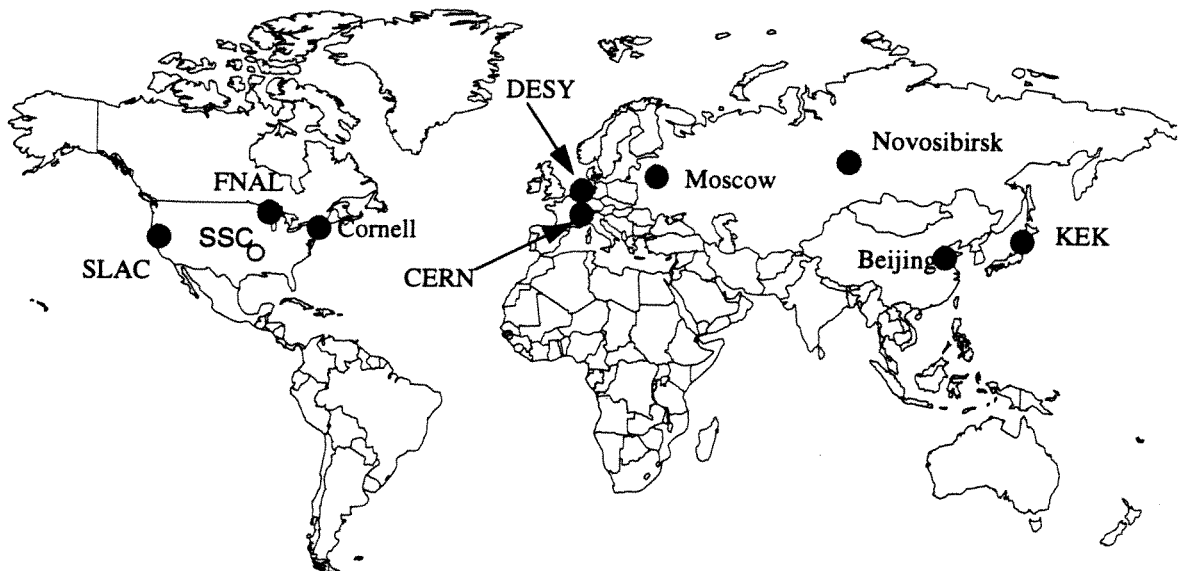 DESY
Novosibirsk
Moscow
FNAL
Cornell
SSC
KEK
Beijing
SLAC
CERN